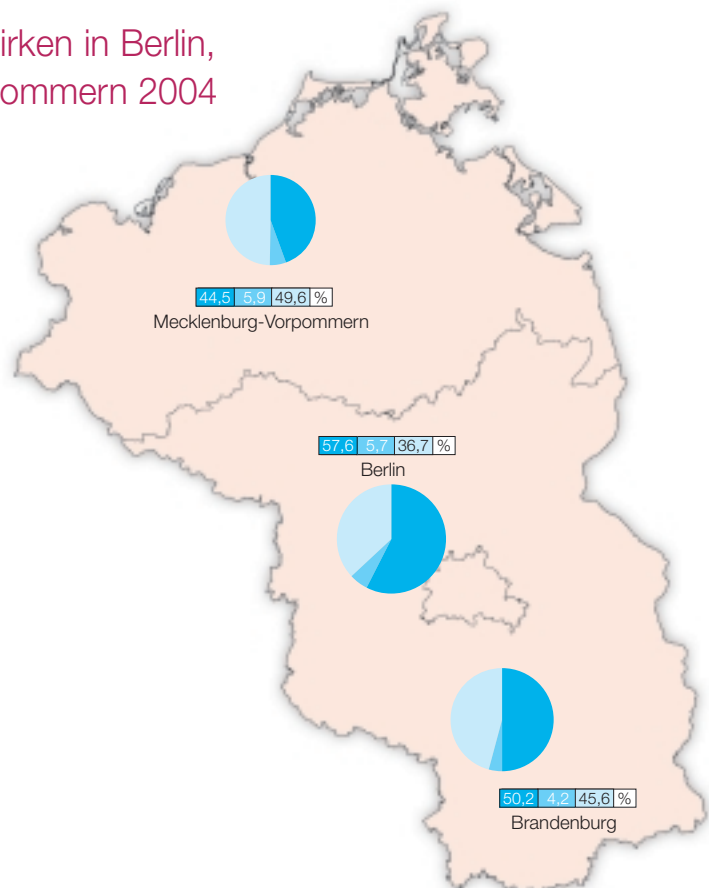 irken in Berlin,
ommern 2004
44,5 5,9 49,6 %
Mecklenburg-Vorpommern
57,6 5,7 36,7 %
Berlin
50,2 4,2 45,6 %
Brandenburg